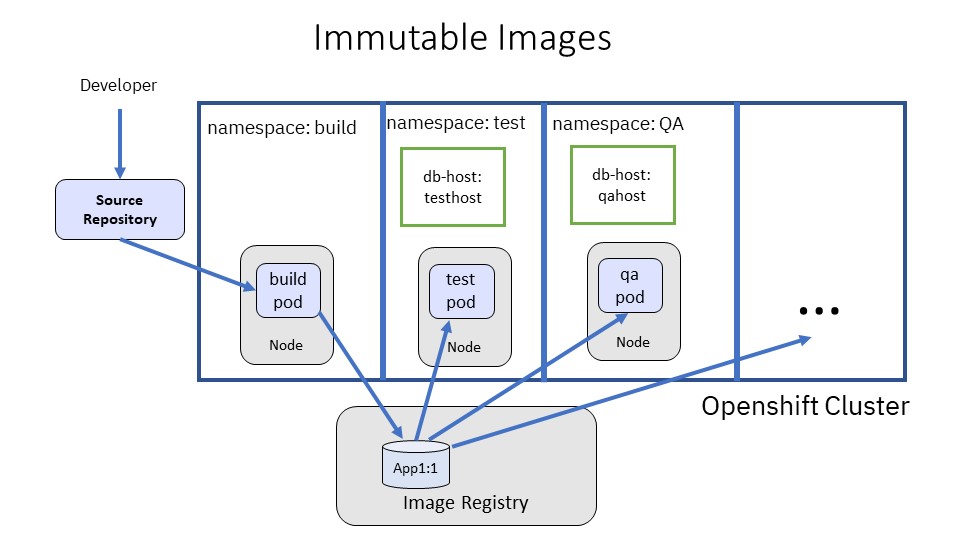 Immutable Images
Developer
Source
Repository
namespace: build
namespace: test
namespace: QA
db-host:
testhost
db-host:
qahost
build
pod
Node
test
pod
Node
qa
pod
Node
...
Openshift Cluster
App1:1
Image Registry